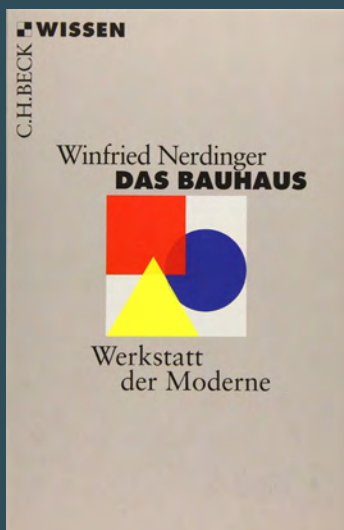 WISSEN
C.H.BECK
Winfried Nerdinger
DAS BAUHAUS
Werkstatt
der Moderne